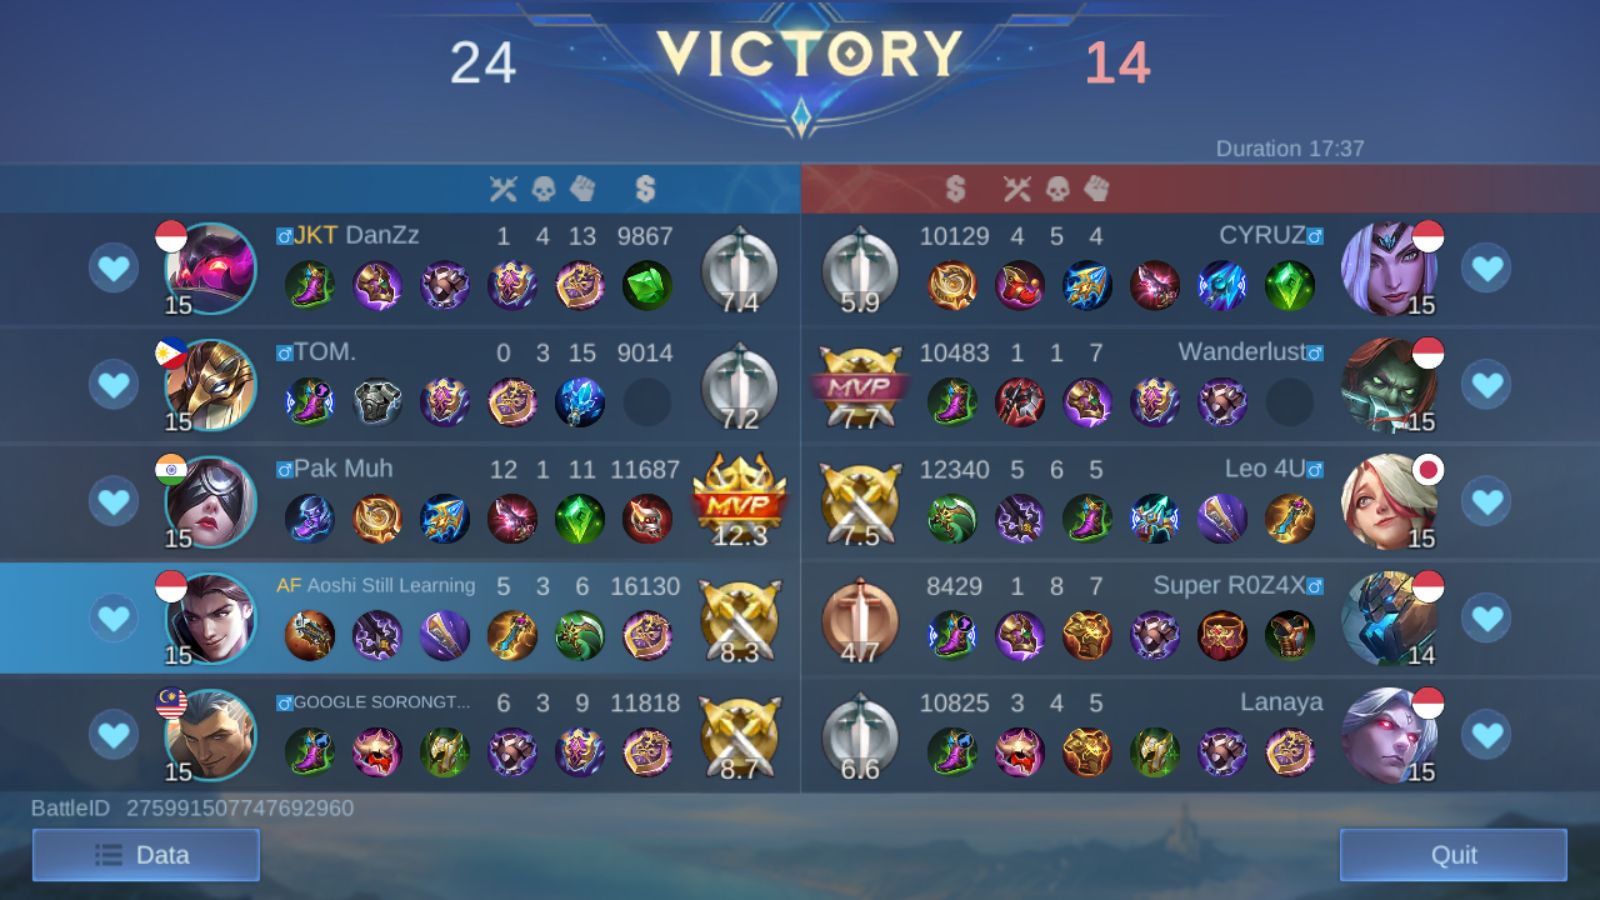 24 VICTORY 14
Duration 17:37
JKT DanZz 1 4 13 9867
15 7.4
10129 4 5 4 CYRUZ
5.9 15
TOM. 0 3 15 9014
15 7.2
10483 1 1 7 Wanderlust
MVP
7.7 15
Pak Muh 12 1 11 11687
MVP
15 12.3
12340 5 6 5 Leo 4U
7.5 15
AF Aoshi Still Learning 5 3 6 16130
15 8.3
8429 1 8 7 Super R0Z4X
4.7 14
GOOGLE SORONGT... 6 3 9 11818
15 8.7
10825 3 4 5 Lanaya
6.6 15
BattleID 275991507747692960
Data
Quit